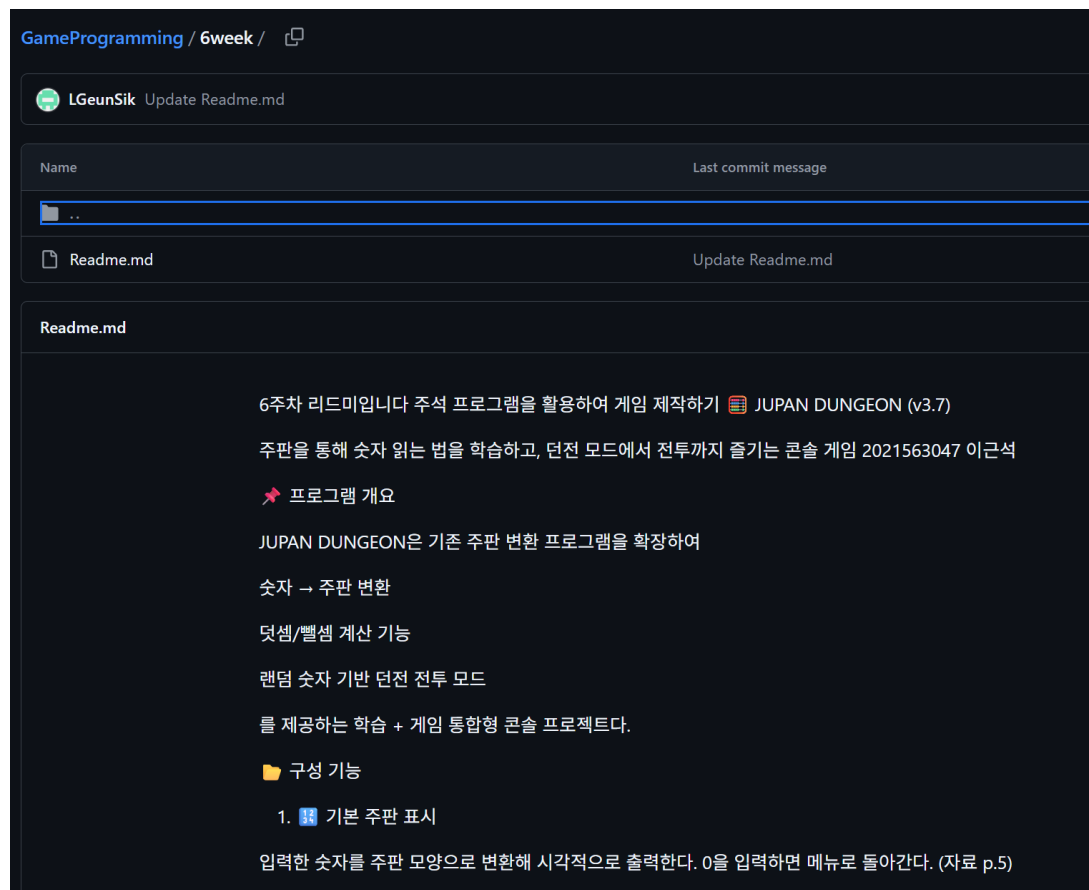 GameProgramming / 6week /
LGeunSik Update Readme.md
Name Last commit message
..
Readme.md Update Readme.md
Readme.md
6주차 리드미입니다 주석 프로그램을 활용하여 게임 제작하기 🧮 JUPAN DUNGEON (v3.7)
주판을 통해 숫자 읽는 법을 학습하고, 던전 모드에서 전투까지 즐기는 콘솔 게임 2021563047 이근석
📌 프로그램 개요
JUPAN DUNGEON은 기존 주판 변환 프로그램을 확장하여
숫자 → 주판 변환
덧셈/뺄셈 계산 기능
랜덤 숫자 기반 던전 전투 모드
를 제공하는 학습 + 게임 통합형 콘솔 프로젝트다.
📂 구성 기능
1. 🔢 기본 주판 표시
입력한 숫자를 주판 모양으로 변환해 시각적으로 출력한다. 0을 입력하면 메뉴로 돌아간다. (자료 p.5)